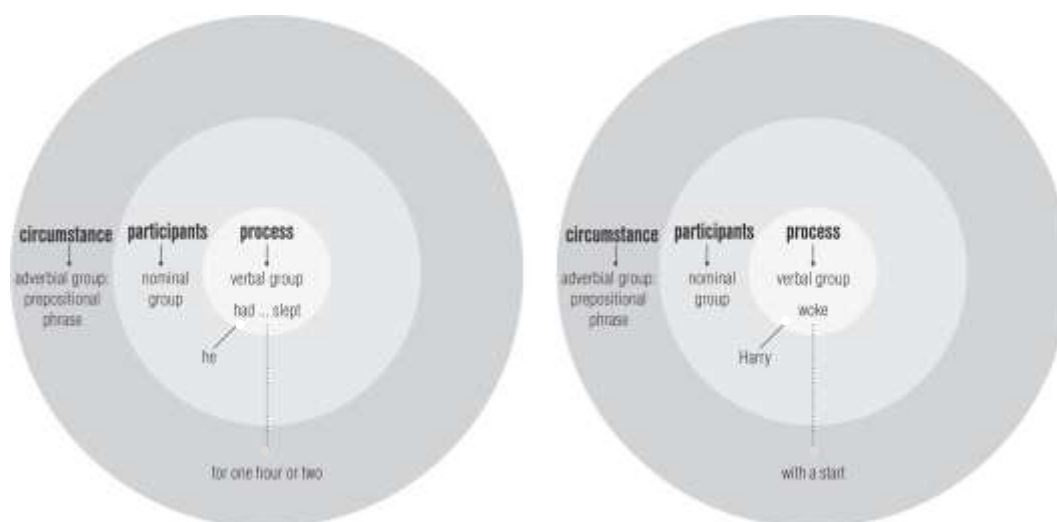 circumstance participants process
adverbial group: nominal verbal group
prepositional group
phrase
had ... slept
he
for one hour or two
circumstance participants process
adverbial group: nominal verbal group
prepositional group
phrase
woke
Harry
with a start